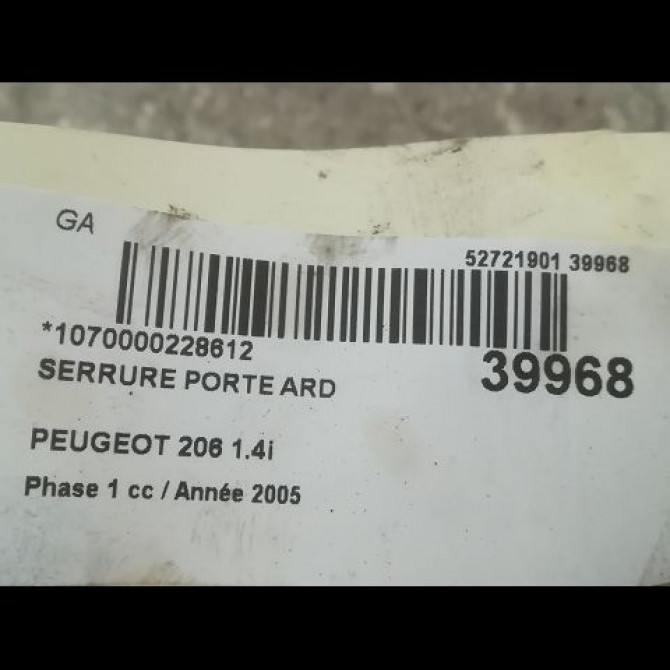 GA
52721901 39968
*1070000228612
39968
SERRURE PORTE ARD
PEUGEOT 206 1.4i
Phase 1 cc / Année 2005